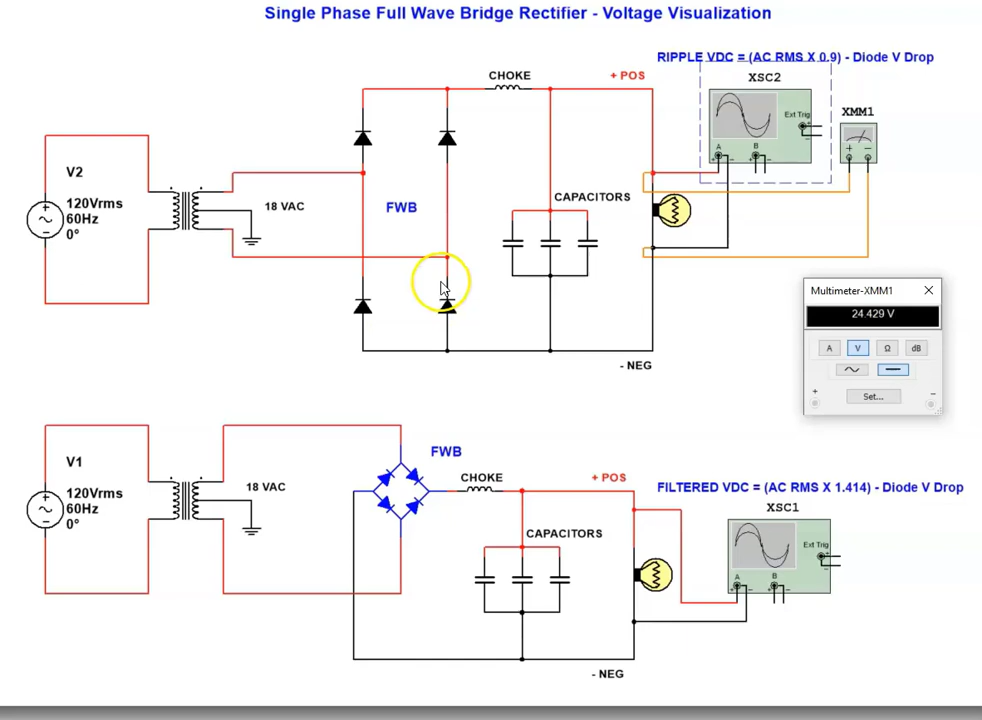 Single Phase Full Wave Bridge Rectifier - Voltage Visualization
RIPPLE VDC = (AC RMS X 0.9) - Diode V Drop
CHOKE
+ POS
XSC2
Ext Trig
+
A
B
+ -
+ -
XMM1
+ -
V2
120Vrms
60Hz
0°
18 VAC
FWB
CAPACITORS
- NEG
Multimeter-XMM1
24.429 V
A
V
Ω
dB
+
Set...
-
FWB
V1
120Vrms
60Hz
0°
18 VAC
CHOKE
+ POS
CAPACITORS
FILTERED VDC = (AC RMS X 1.414) - Diode V Drop
XSC1
Ext Trig
+
A
B
+ -
+ -
- NEG